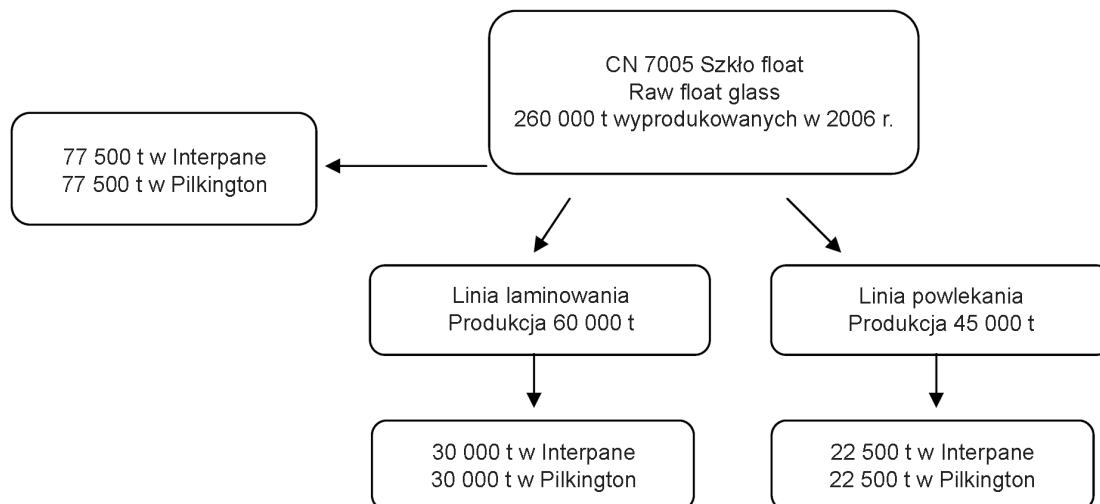 CN 7005 Szkło float
Raw float glass
260 000 t wyprodukowanych w 2006 r.
77 500 t w Interpane
77 500 t w Pilkington
Linia laminowania
Produkcja 60 000 t
Linia powlekania
Produkcja 45 000 t
30 000 t w Interpane
30 000 t w Pilkington
22 500 t w Interpane
22 500 t w Pilkington